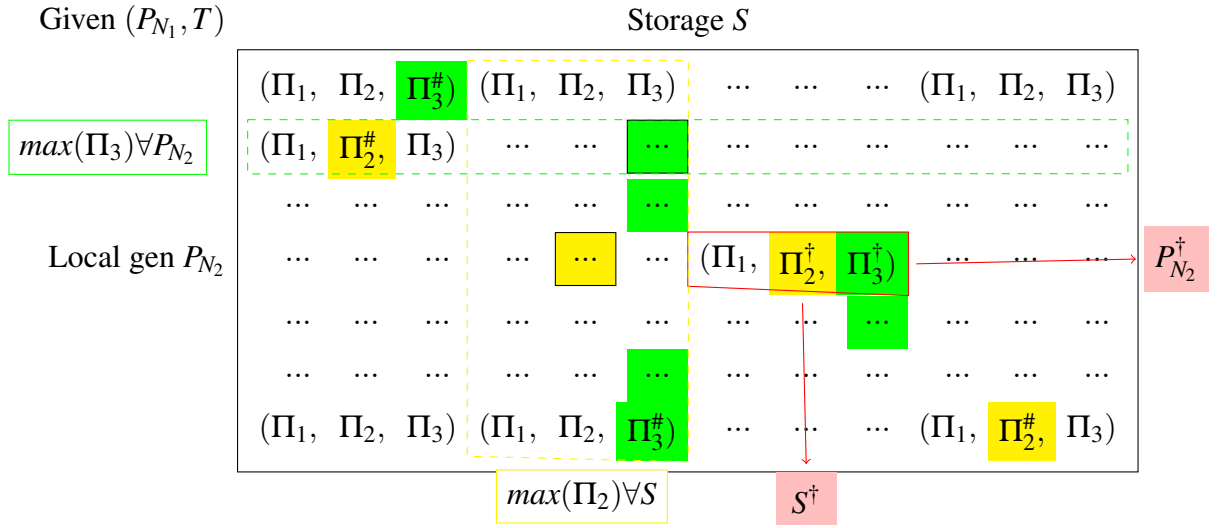 Given (P_{N_1}, T) Storage S
(Π_1, Π_2, Π_3^#) (Π_1, Π_2, Π_3) ... ... ... (Π_1, Π_2, Π_3)
max(Π_3)∀P_{N_2} (Π_1, Π_2^#, Π_3) ... ... ... ... ... ... ... ... ...
... ... ... ... ... ... ... ... ... ... ... ...
Local gen P_{N_2} ... ... ... ... ... ... (Π_1, Π_2^†, Π_3^†) ... ... ... P_{N_2}^†
... ... ... ... ... ... ... ... ... ... ... ...
... ... ... ... ... ... ... ... ... ... ... ...
(Π_1, Π_2, Π_3) (Π_1, Π_2, Π_3^#) ... ... ... (Π_1, Π_2^#, Π_3)
max(Π_2)∀S S^†